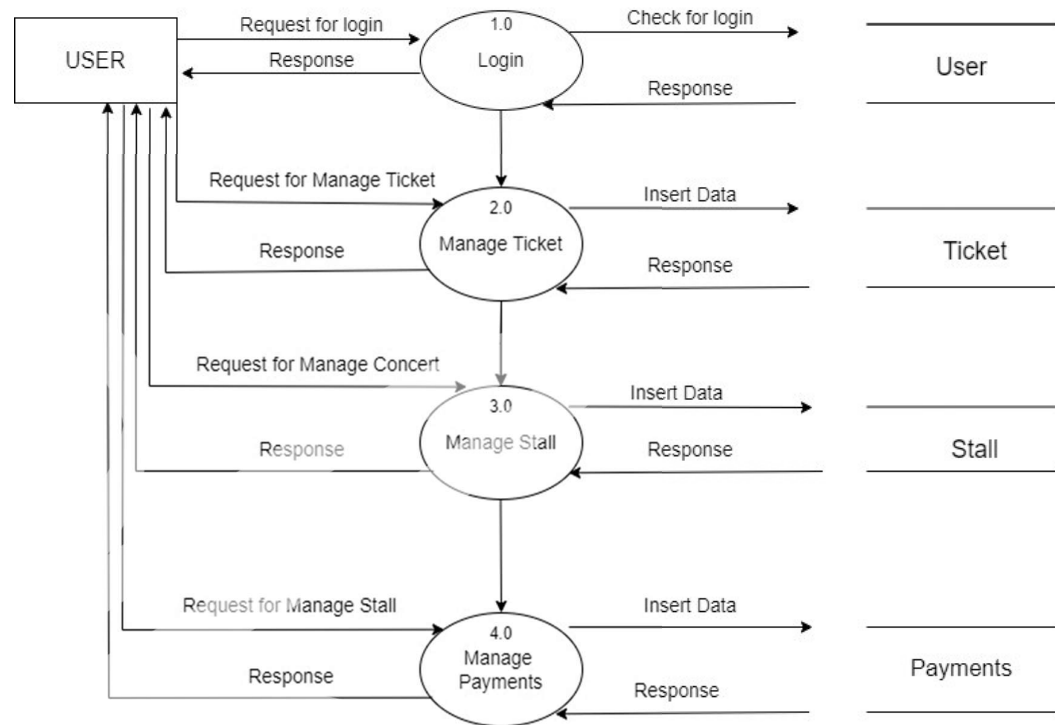 Request for login
1.0
Check for login
USER
Response
Login
User
Response
Request for Manage Ticket
2.0
Insert Data
Response
Manage Ticket
Response
Ticket
Request for Manage Concert
3.0
Insert Data
Response
Manage Stall
Response
Stall
Request for Manage Stall
4.0
Insert Data
Manage
Payments
Response
Response
Payments